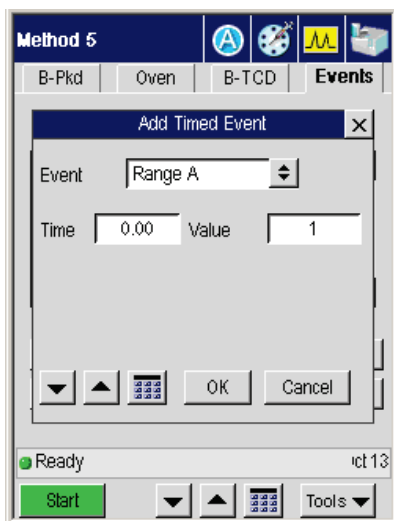 Method 5
B-Pkd Oven B-TCD Events
Add Timed Event
Event Range A
Time 0.00 Value 1
OK Cancel
Ready ct 13
Start Tools